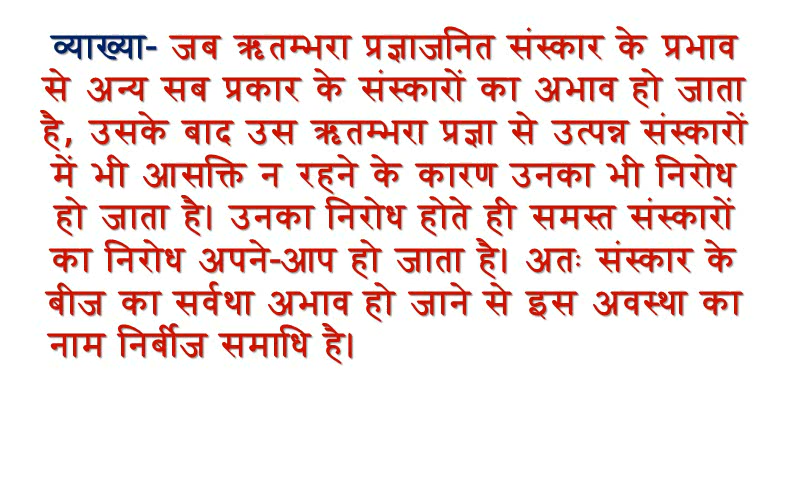 व्याख्या- जब ऋतम्भरा प्रज्ञाजनित संस्कार के प्रभाव
से अन्य सब प्रकार के संस्कारों का अभाव हो जाता
है, उसके बाद उस ऋतम्भरा प्रज्ञा से उत्पन्न संस्कारों
में भी आसक्ति न रहने के कारण उनका भी निरोध
हो जाता है। उनका निरोध होते ही समस्त संस्कारों
का निरोध अपने-आप हो जाता है। अतः संस्कार के
बीज का सर्वथा अभाव हो जाने से इस अवस्था का
नाम निर्बीज समाधि है।